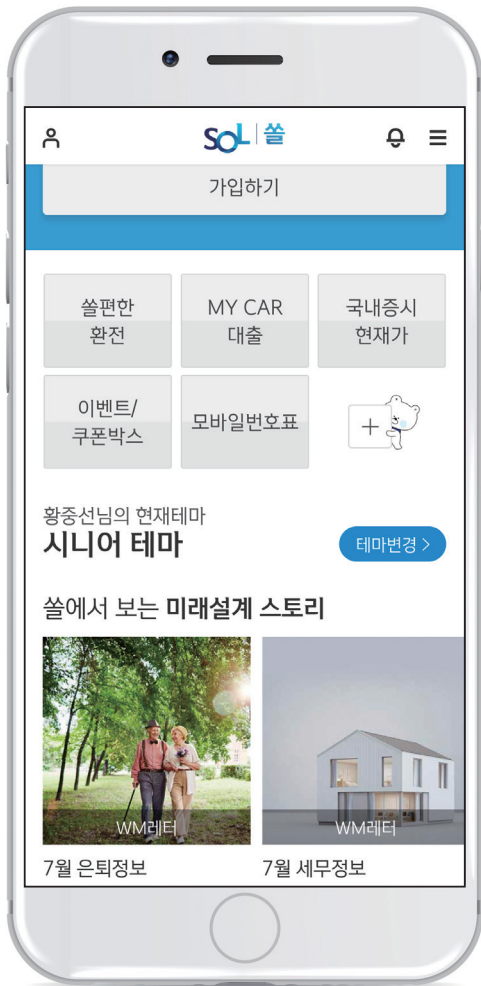 SOL 쏠
가입하기
쏠편한
환전
MY CAR
대출
국내증시
현재가
이벤트/
쿠폰박스
모바일번호표
+
황중선님의 현재테마
시니어 테마
테마변경 >
쏠에서 보는 미래설계 스토리
WM레터
WM레터
7월 은퇴정보
7월 세무정보